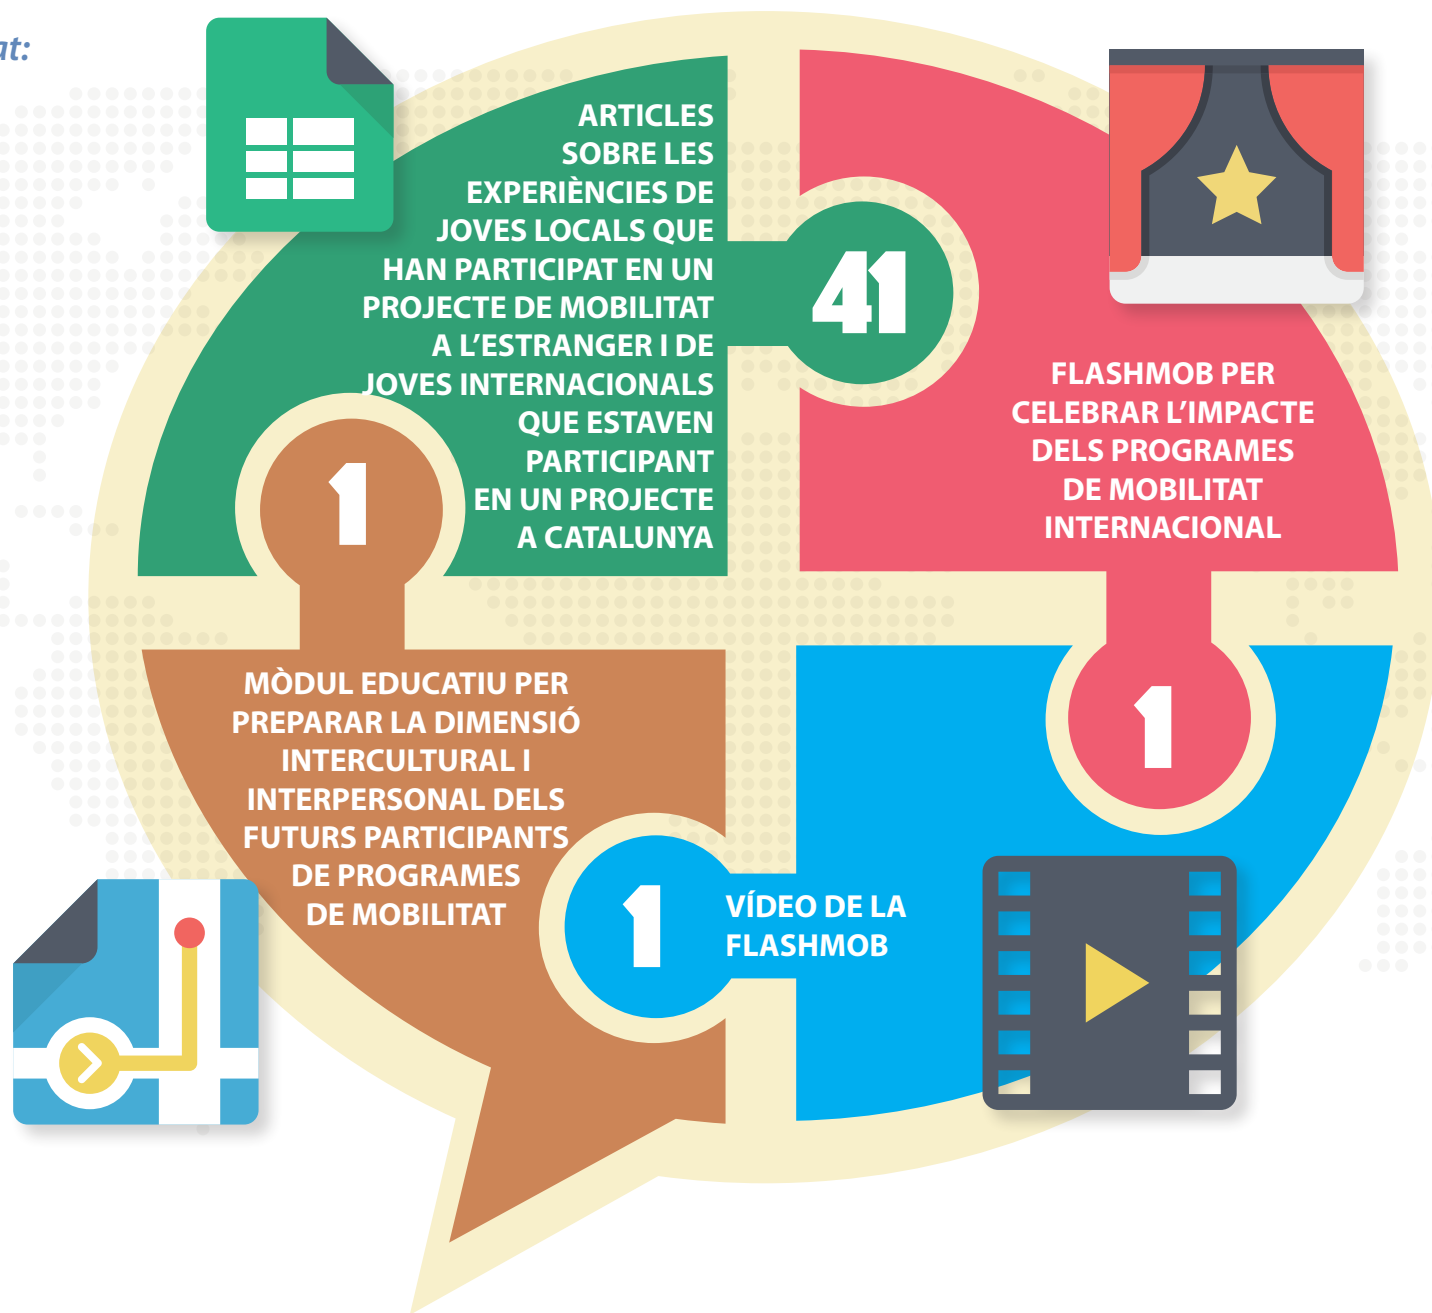 at:
ARTICLES
SOBRE LES
EXPERIÈNCIES DE
JOVES LOCALS QUE
HAN PARTICIPAT EN UN
PROJECTE DE MOBILITAT
A L’ESTRANGER I DE
JOVES INTERNACIONALS
QUE ESTAVEN
PARTICIPANT
EN UN PROJECTE
A CATALUNYA
41
FLASHMOB PER
CELEBRAR L’IMPACTE
DELS PROGRAMES
DE MOBILITAT
INTERNACIONAL
1
1
MÒDUL EDUCATIU PER
PREPARAR LA DIMENSIÓ
INTERCULTURAL I
INTERPERSONAL DELS
FUTURS PARTICIPANTS
DE PROGRAMES
DE MOBILITAT
1
VÍDEO DE LA
FLASHMOB